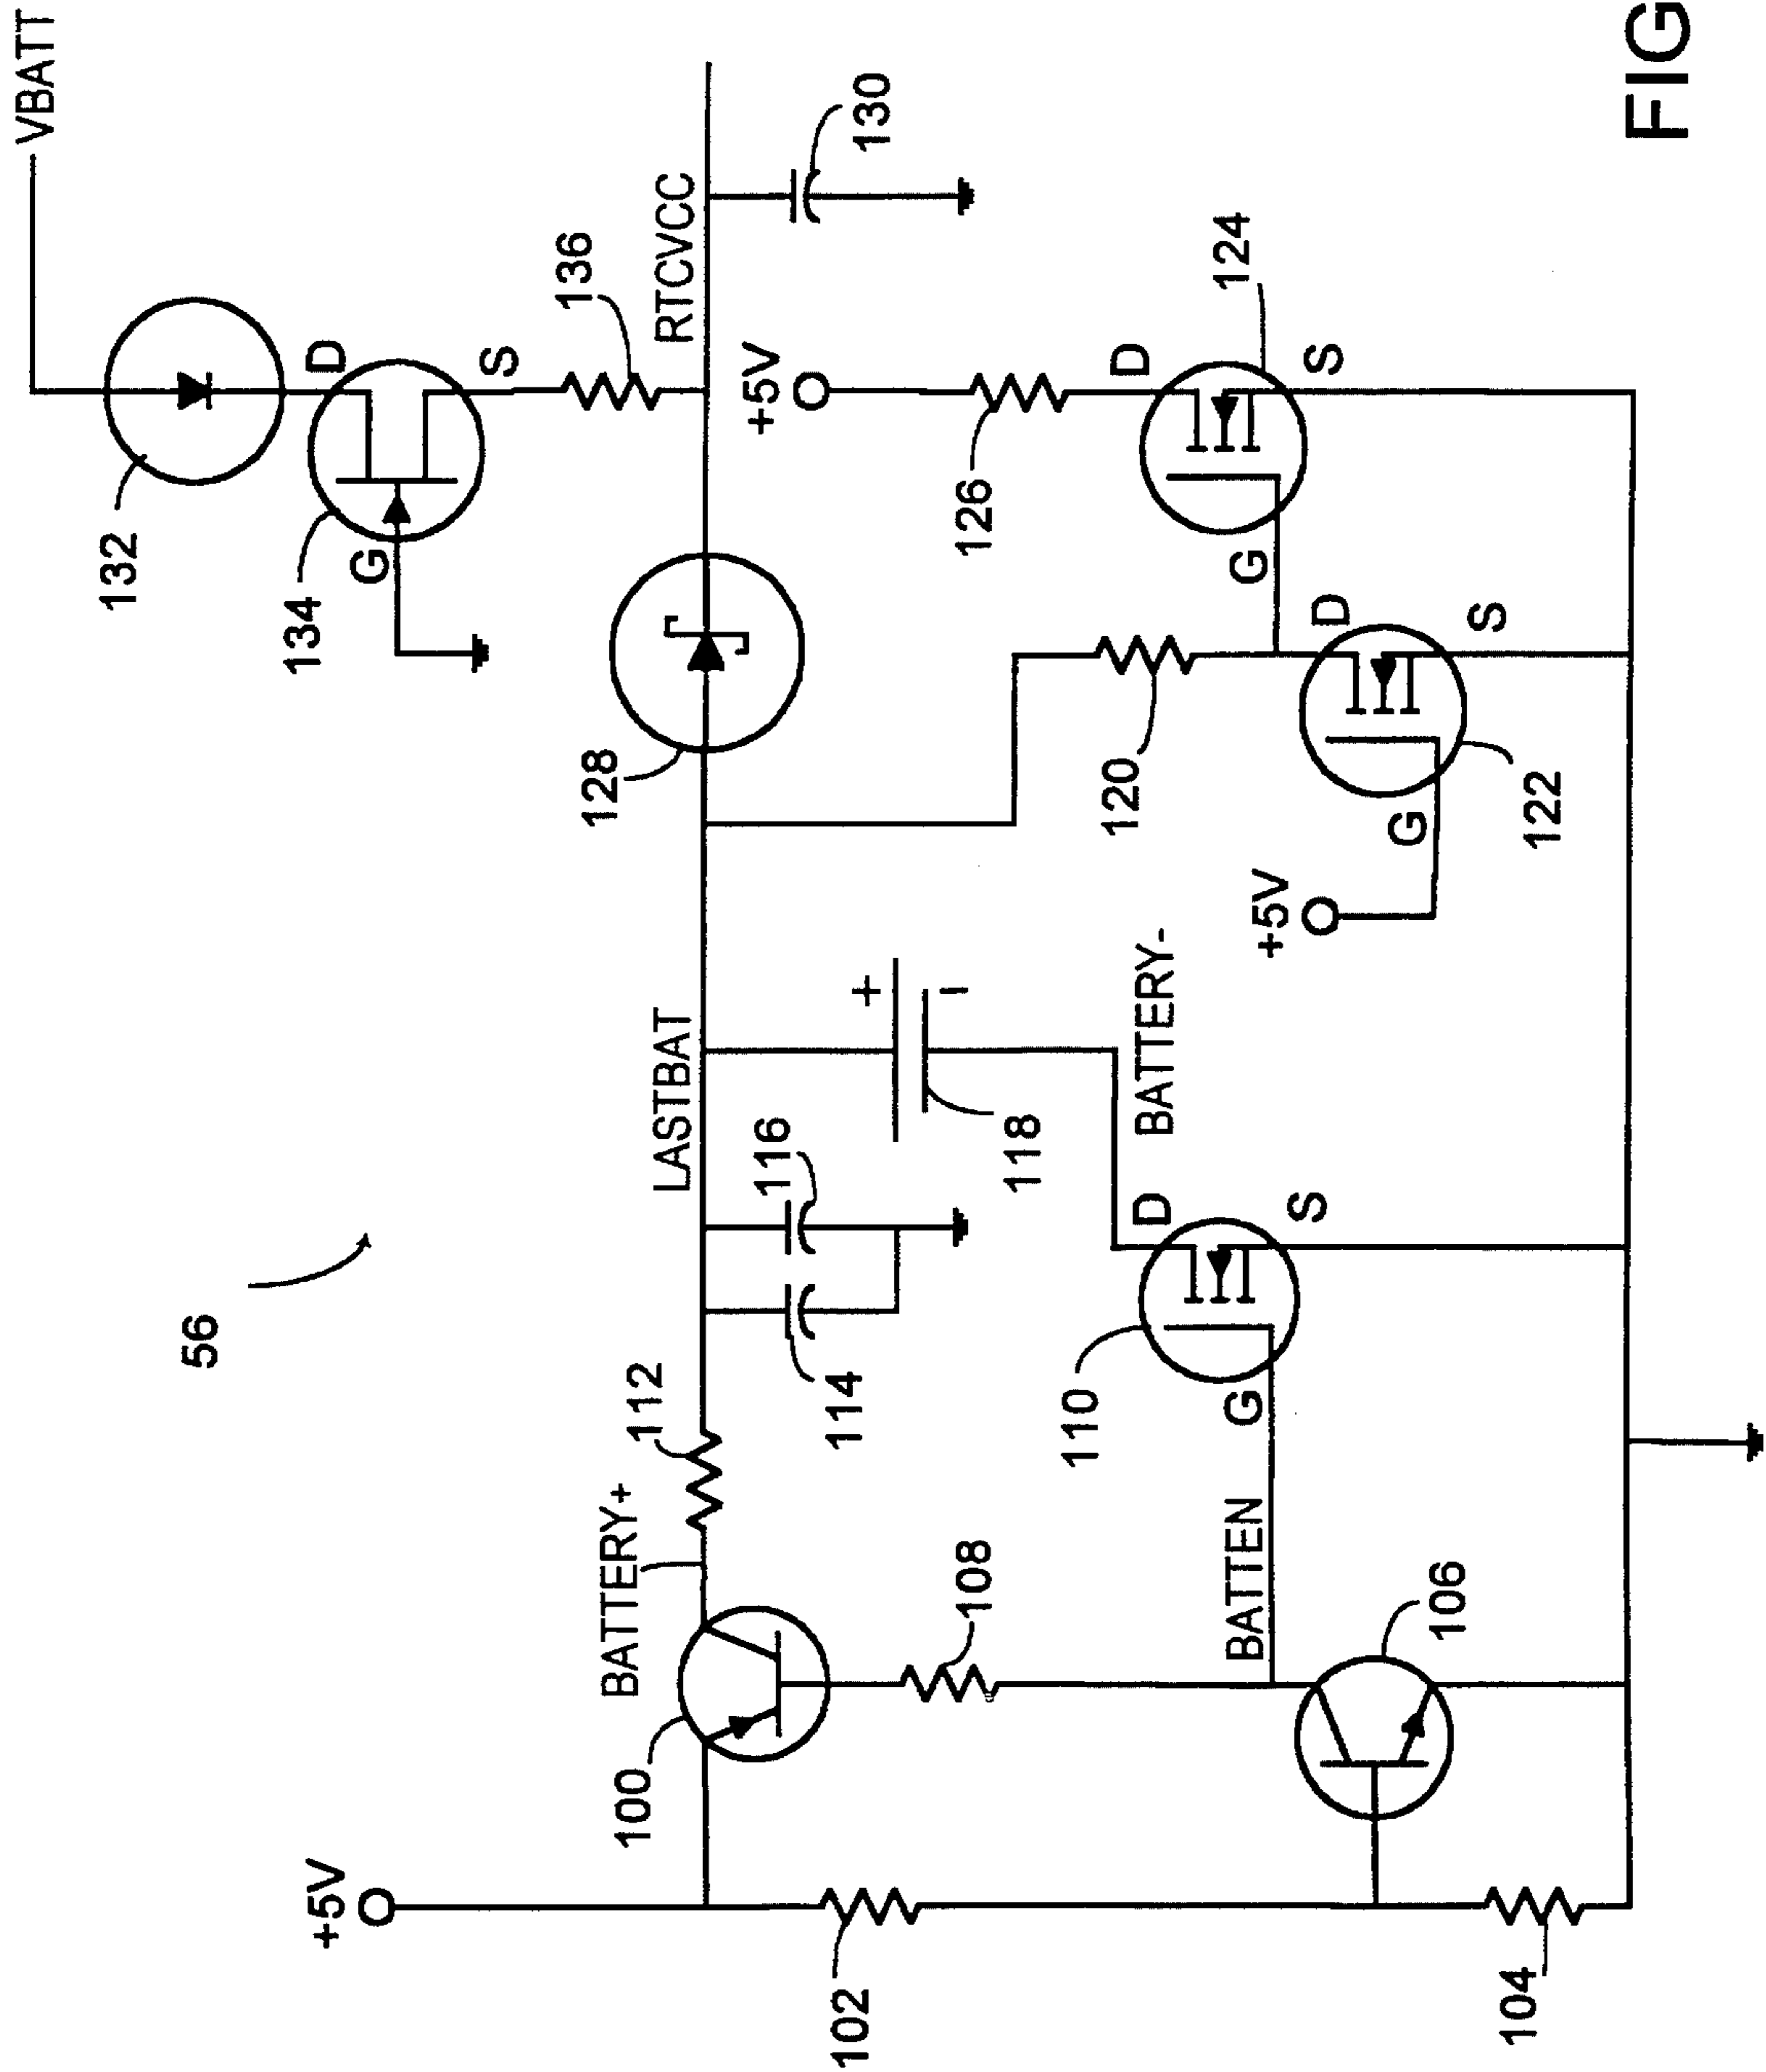 VBATT
132
134
D
G
S
136
RTCVCC
130
128
+5V
126
D
124
G
S
120
D
G
S
122
+5V
56
LASTBAT
116
114
+
-
118
BATTERY-
112
BATTERY+
100
108
110
D
G
S
BATTEN
106
+5V
102
104
FIG